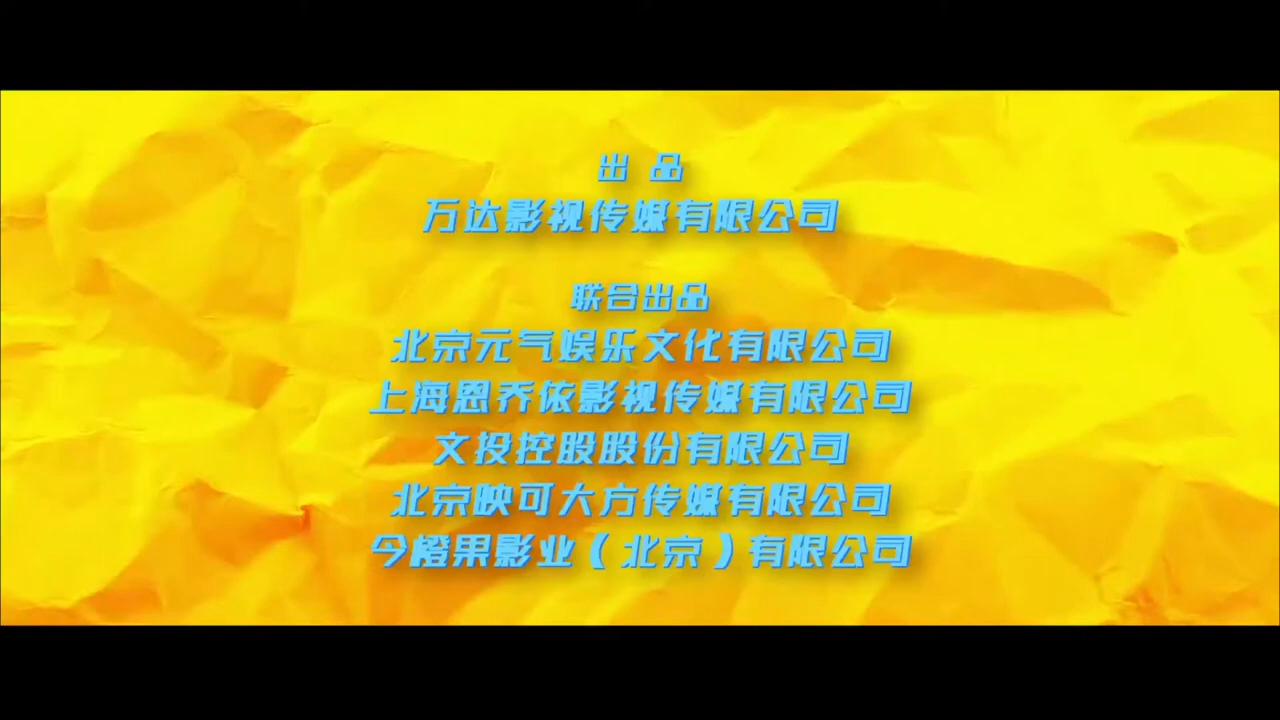 出 品
万达影视传媒有限公司
联合出品
北京元气娱乐文化有限公司
上海恩乔依影视传媒有限公司
文投控股股份有限公司
北京映可大方传媒有限公司
今橙果影业（北京）有限公司